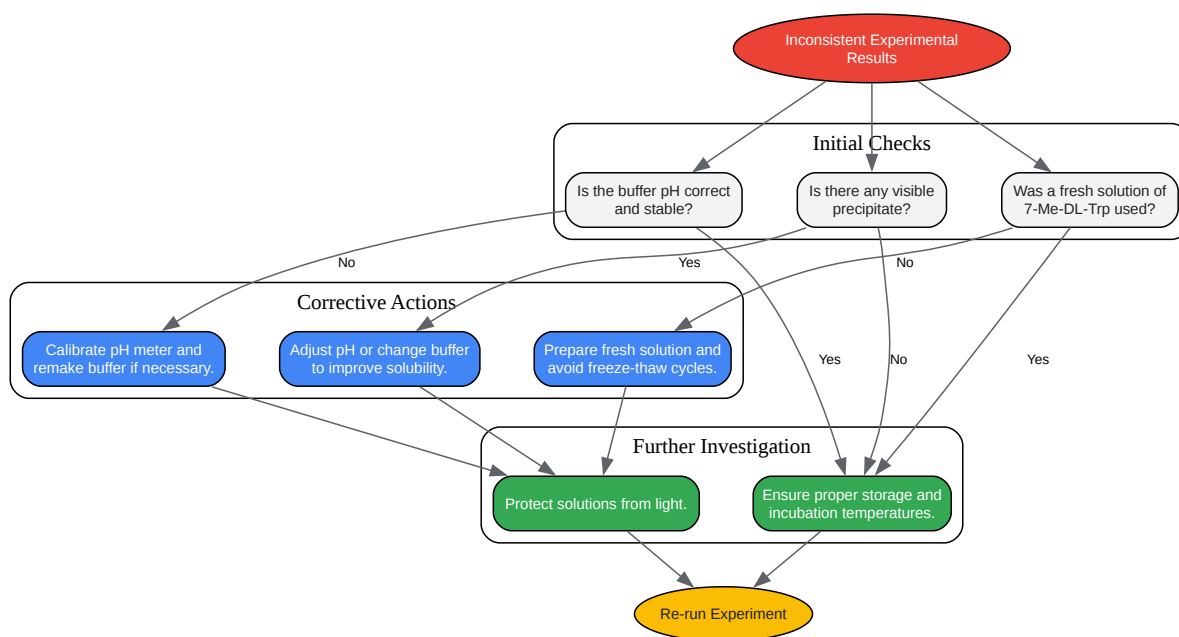 Inconsistent Experimental
Results
Initial Checks
Is the buffer pH correct
and stable?
Is there any visible
precipitate?
Was a fresh solution of
7-Me-DL-Trp used?
No
Yes
No
Corrective Actions
Calibrate pH meter and
remake buffer if necessary.
Adjust pH or change buffer
to improve solubility.
Prepare fresh solution and
avoid freeze-thaw cycles.
Yes
No
Yes
Further Investigation
Protect solutions from light.
Ensure proper storage and
incubation temperatures.
Re-run Experiment